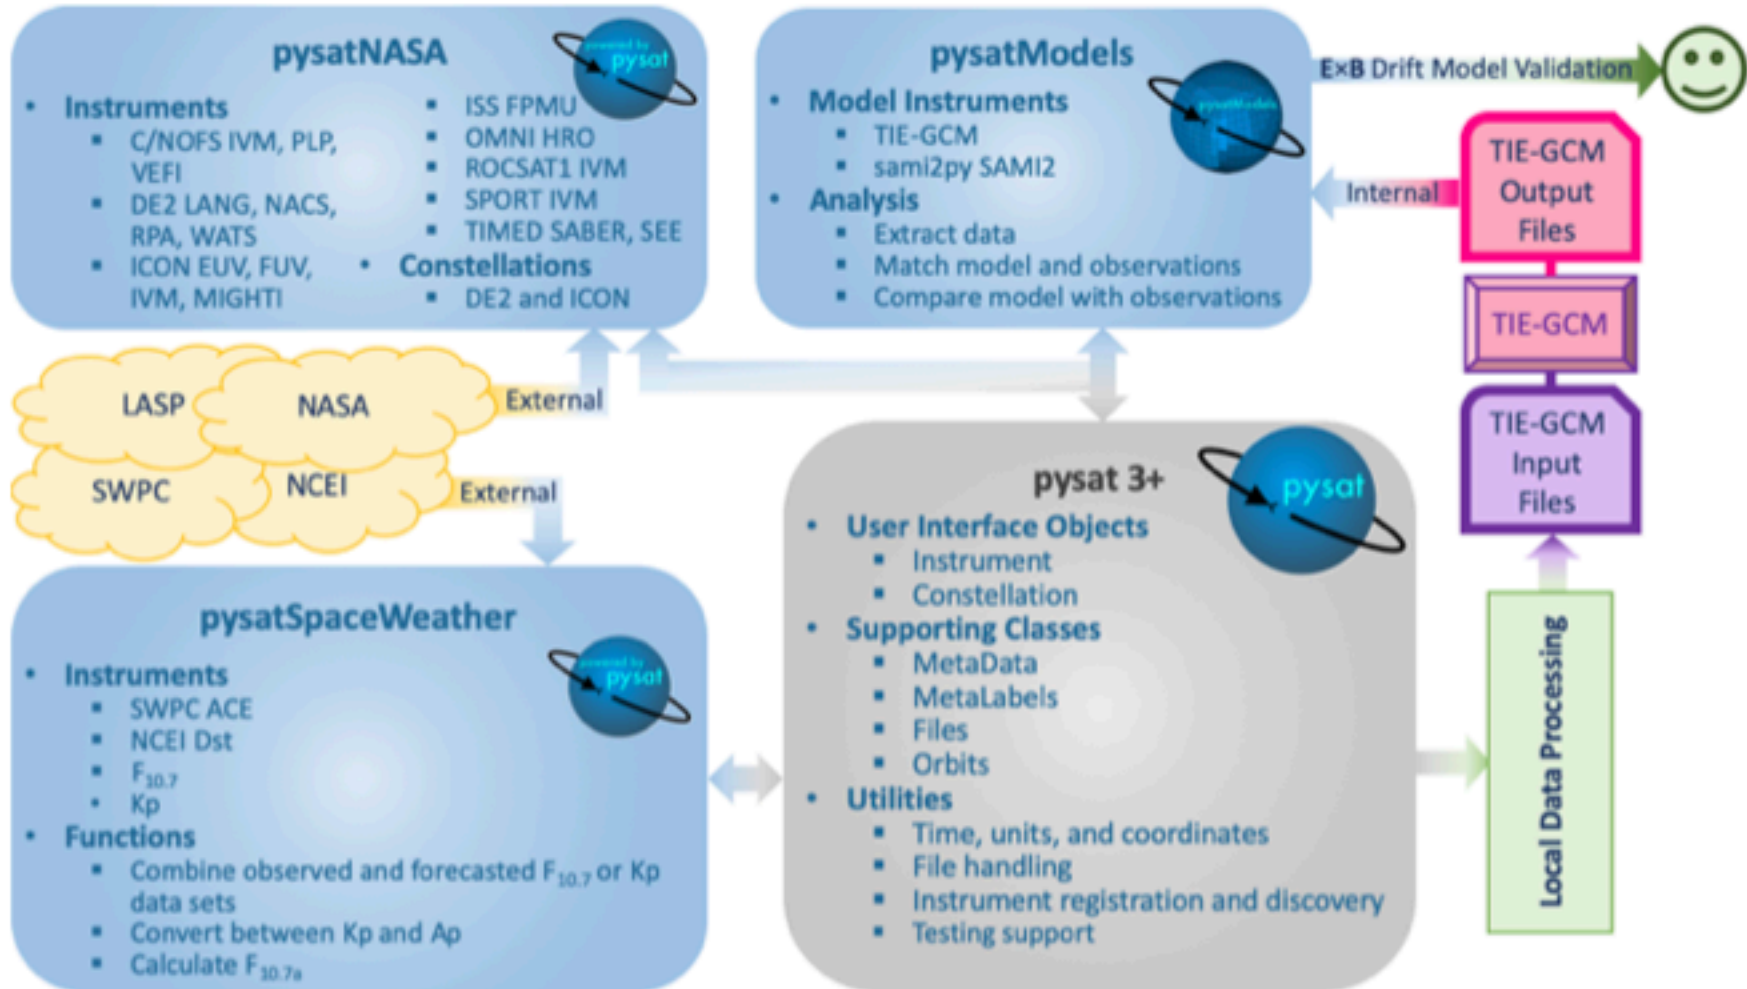 pysatNASA
powered by
pysat
Instruments
C/NOFS IVM, PLP,
VEFI
DE2 LANG, NACS,
RPA, WATS
ICON EUV, FUV,
IVM, MIGHTI
ISS FPMU
OMNI HRO
ROCSAT1 IVM
SPORT IVM
TIMED SABER, SEE
Constellations
DE2 and ICON
pysatModels
pysatModels
Model Instruments
TIE-GCM
sami2py SAMI2
Analysis
Extract data
Match model and observations
Compare model with observations
E×B Drift Model Validation
Internal
TIE-GCM
Output
Files
TIE-GCM
TIE-GCM
Input
Files
LASP
NASA
SWPC
NCEI
External
External
pysatSpaceWeather
powered by
pysat
Instruments
SWPC ACE
NCEI Dst
F10.7
Kp
Functions
Combine observed and forecasted F10.7 or Kp
data sets
Convert between Kp and Ap
Calculate F10.7a
pysat 3+
pysat
User Interface Objects
Instrument
Constellation
Supporting Classes
MetaData
MetaLabels
Files
Orbits
Utilities
Time, units, and coordinates
File handling
Instrument registration and discovery
Testing support
Local Data Processing